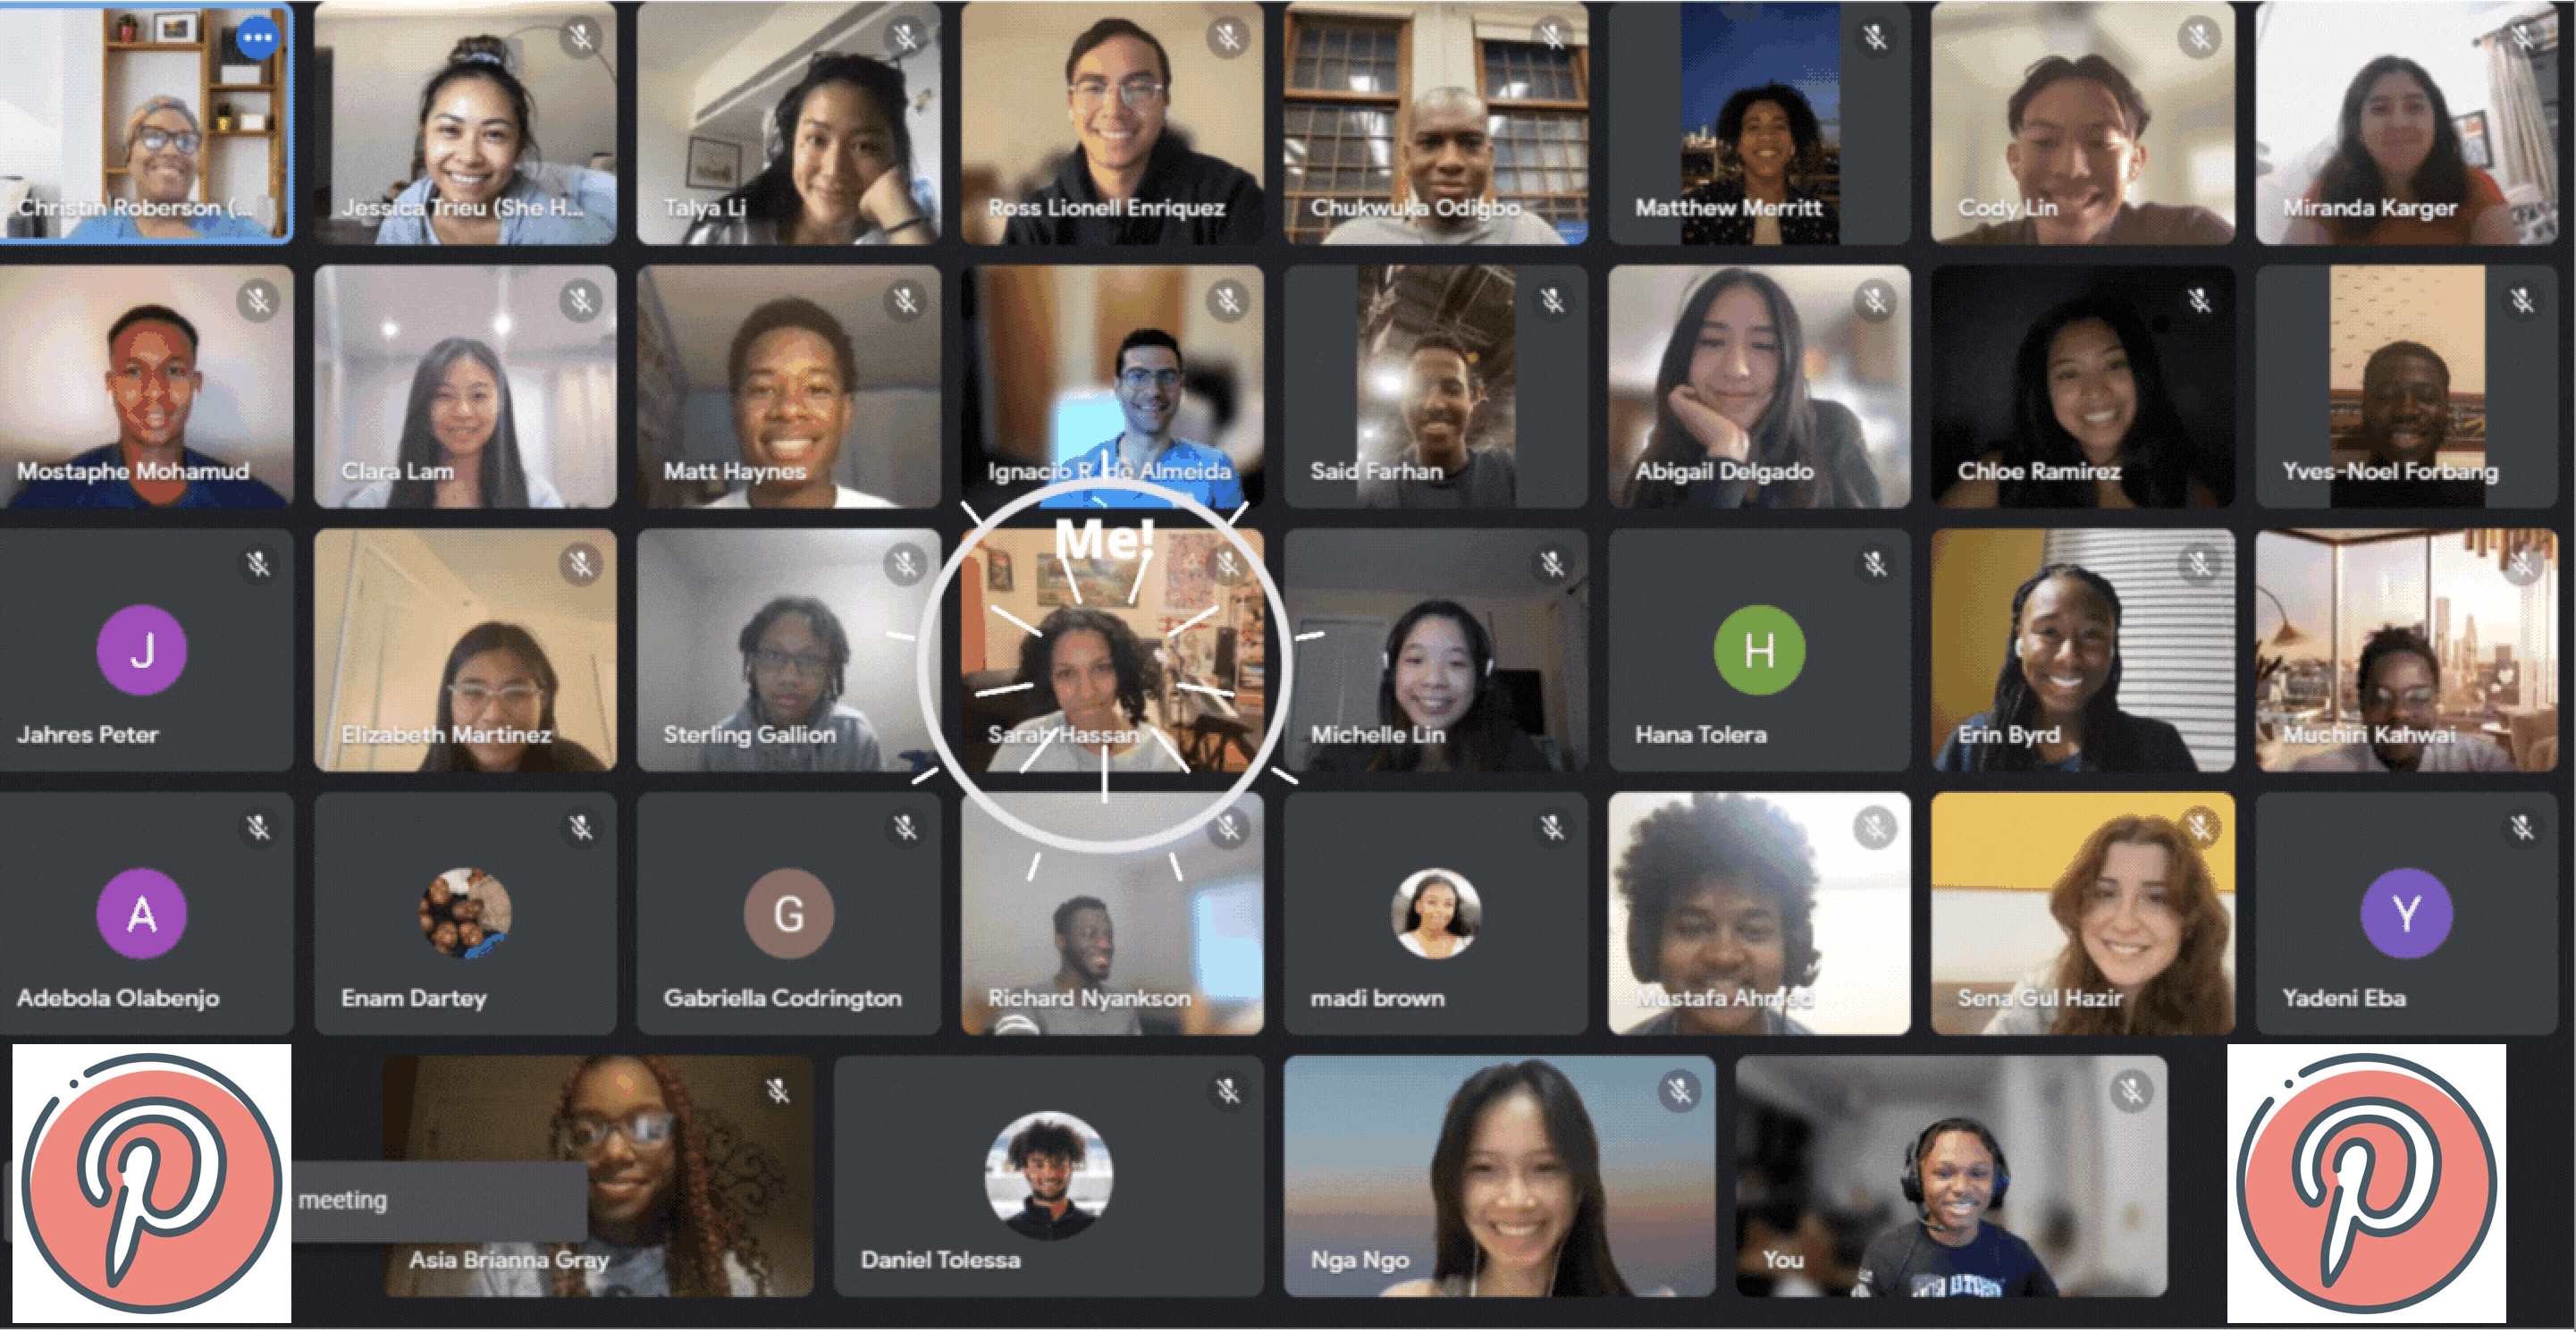 Christin Roberson (...
Jessica Trieu (She H...
Talya Li
Ross Lionell Enriquez
Chukwuka Odigbo
Matthew Merritt
Cody Lin
Miranda Karger
Mostaphe Mohamud
Clara Lam
Matt Haynes
Ignacio R. de Almeida
Said Farhan
Abigail Delgado
Chloe Ramirez
Yves-Noel Forbang
Me!
J
Jahres Peter
Elizabeth Martinez
Sterling Gallion
Sarah Hassan
Michelle Lin
H
Hana Tolera
Erin Byrd
Muchiri Kahwai
A
Adebola Olabenjo
Enam Dartey
G
Gabriella Codrington
Richard Nyankson
madi brown
Mustafa Ahmed
Sena Gul Hazir
Y
Yadeni Eba
meeting
Asia Brianna Gray
Daniel Tolessa
Nga Ngo
You